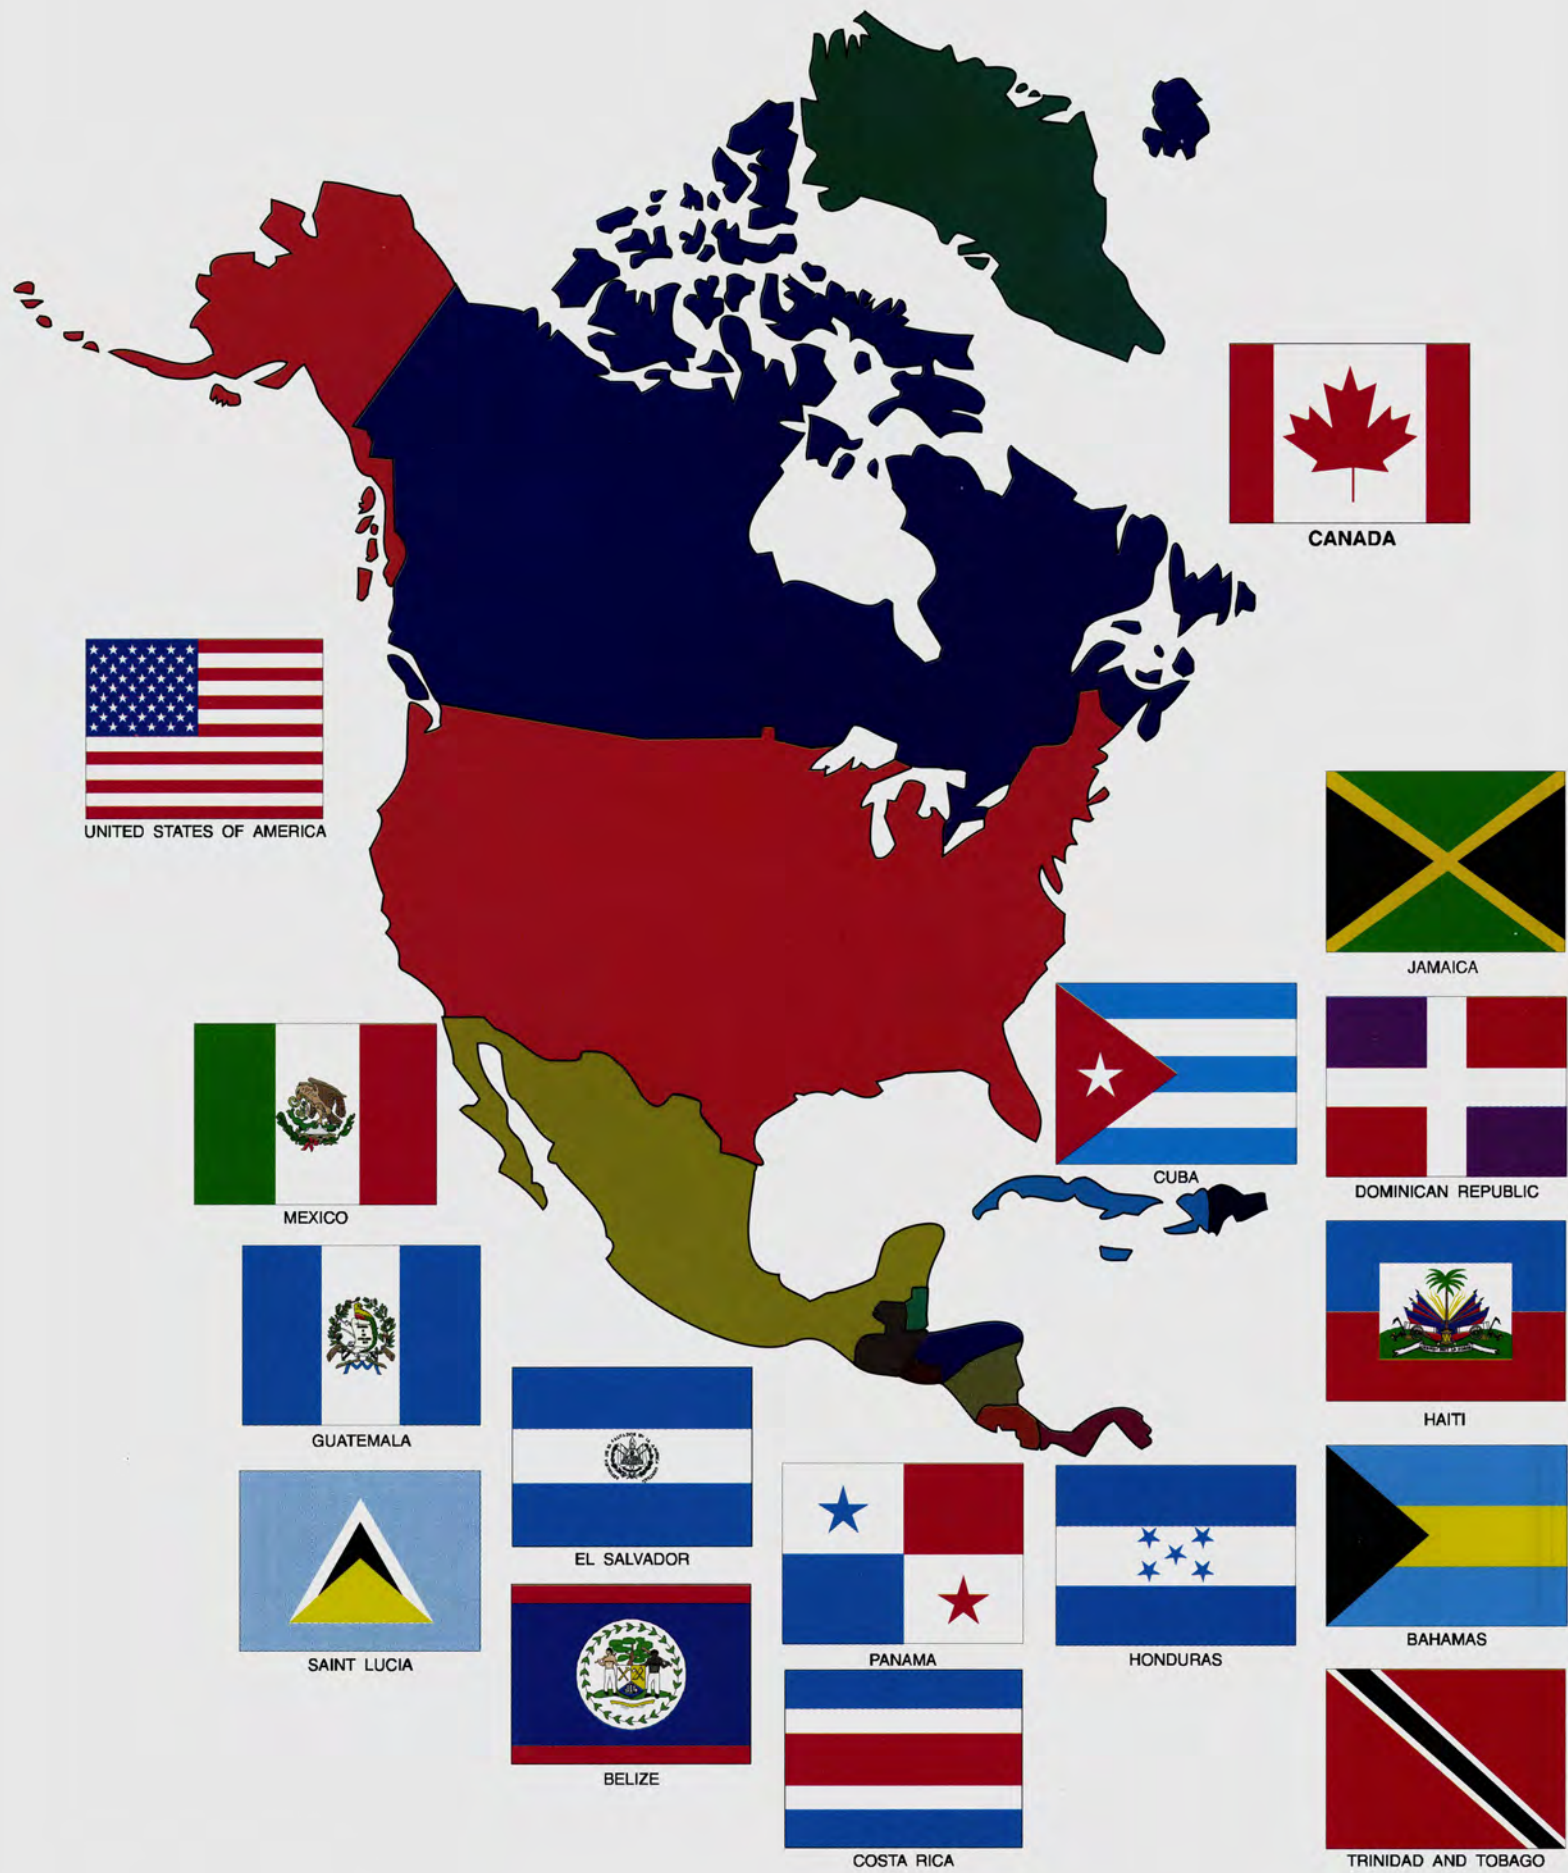 CANADA
UNITED STATES OF AMERICA
JAMAICA
CUBA
DOMINICAN REPUBLIC
MEXICO
HAITI
GUATEMALA
EL SALVADOR
SAINT LUCIA
PANAMA
HONDURAS
BAHAMAS
BELIZE
COSTA RICA
TRINIDAD AND TOBAGO